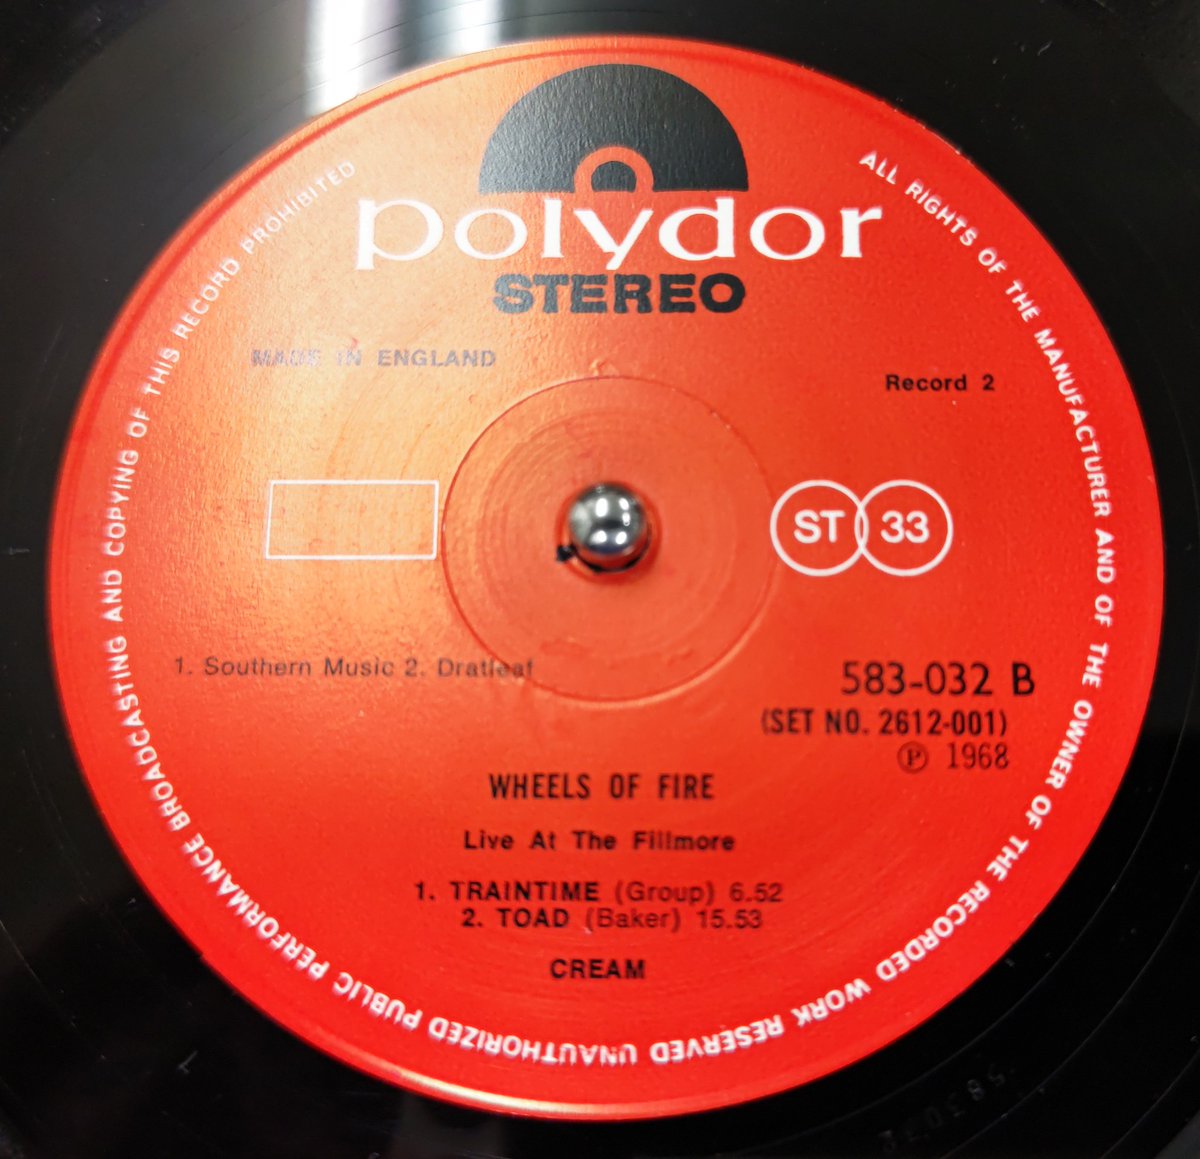 polydor
STEREO
MADE IN ENGLAND
Record 2
ST 33
1. Southern Music 2. Dratleaf
583-032 B
(SET NO. 2612-001)
Ⓟ 1968
WHEELS OF FIRE
Live At The Fillmore
1. TRAINTIME (Group) 6.52
2. TOAD (Baker) 15.53
CREAM
ALL RIGHTS OF THE MANUFACTURER AND OF THE OWNER OF THE RECORDED WORK RESERVED UNAUTHORIZED PUBLIC PERFORMANCE BROADCASTING AND COPYING OF THIS RECORD PROHIBITED